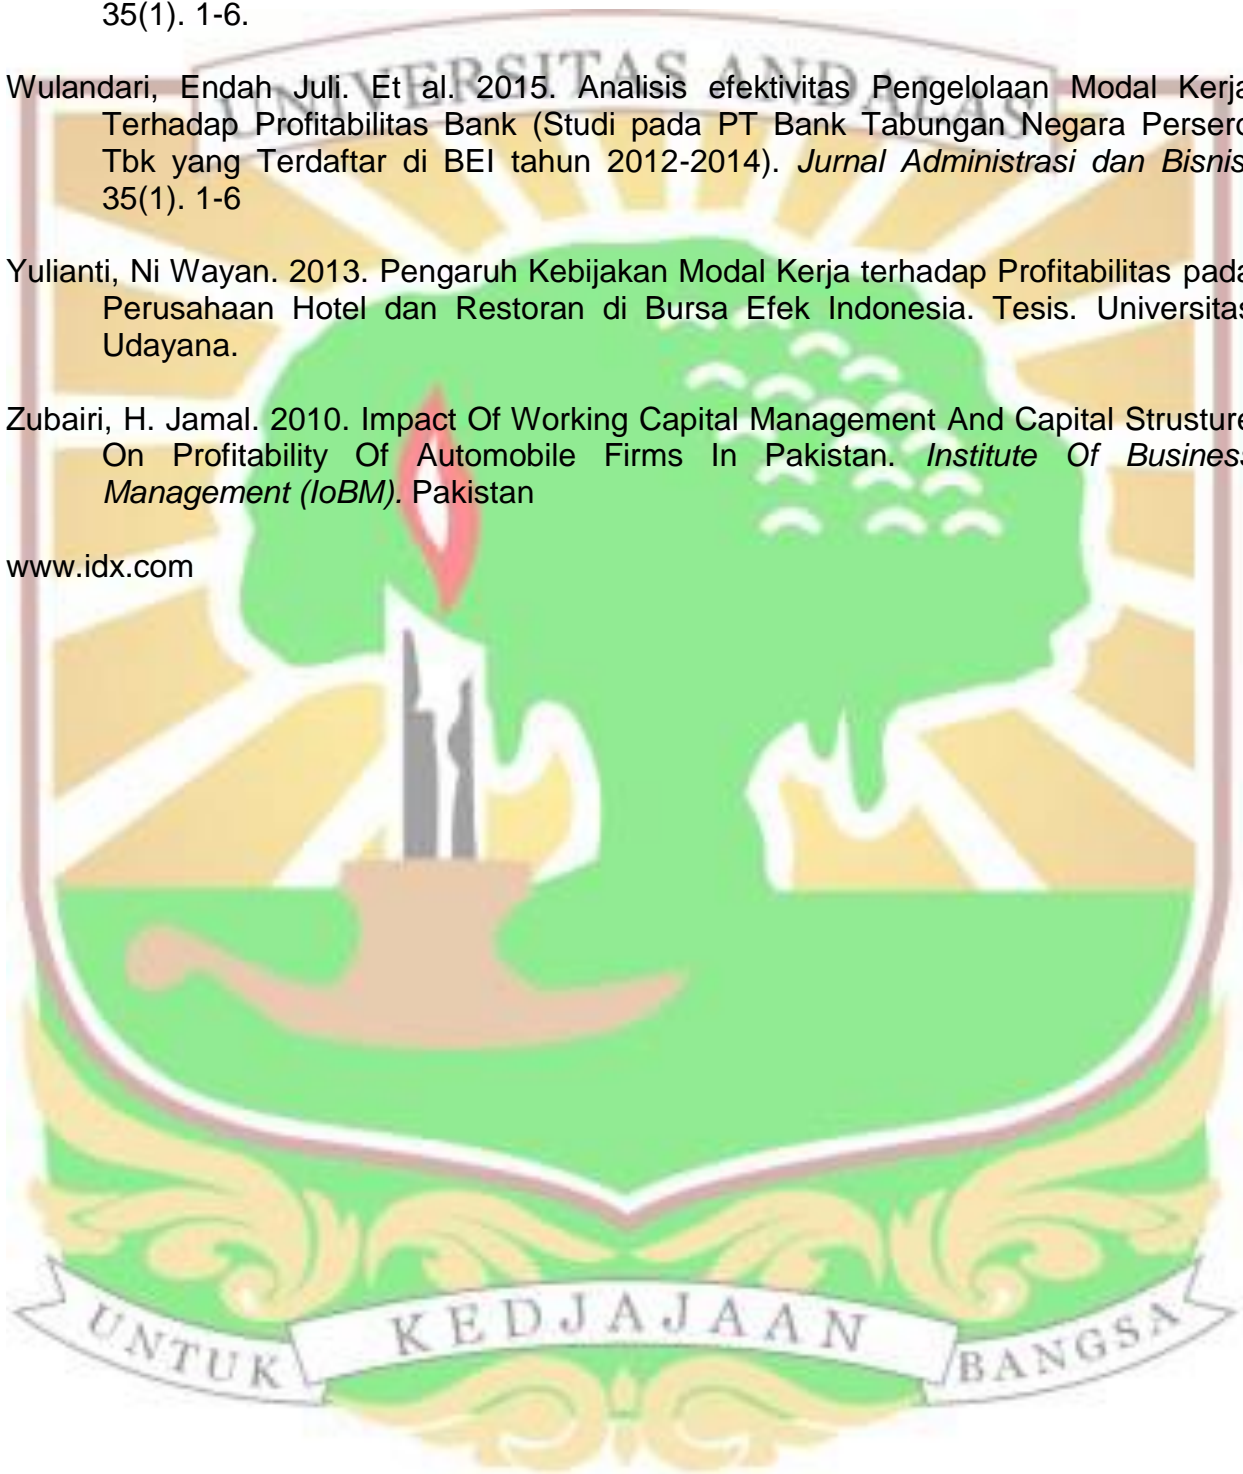 35(1). 1-6.
UNIVERSITAS ANDALAS
Wulandari, Endah Juli. Et al. 2015. Analisis efektivitas Pengelolaan Modal Kerja
Terhadap Profitabilitas Bank (Studi pada PT Bank Tabungan Negara Persero
Tbk yang Terdaftar di BEI tahun 2012-2014). Jurnal Administrasi dan Bisnis
35(1). 1-6
Yulianti, Ni Wayan. 2013. Pengaruh Kebijakan Modal Kerja terhadap Profitabilitas pada
Perusahaan Hotel dan Restoran di Bursa Efek Indonesia. Tesis. Universitas
Udayana.
Zubairi, H. Jamal. 2010. Impact Of Working Capital Management And Capital Strusture
On Profitability Of Automobile Firms In Pakistan. Institute Of Business
Management (IoBM). Pakistan
www.idx.com
UNTUK KEDJAJAAN BANGSA